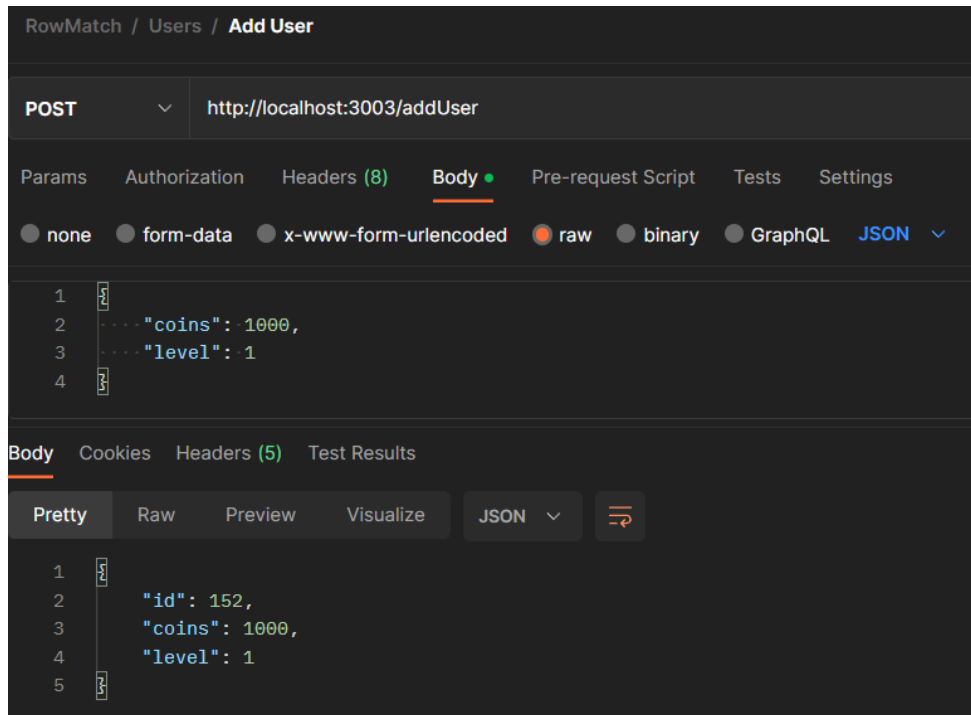 RowMatch / Users / Add User
POST http://localhost:3003/addUser
Params Authorization Headers (8) Body Pre-request Script Tests Settings
none form-data x-www-form-urlencoded raw binary GraphQL JSON
1 {
2 "coins": 1000,
3 "level": 1
4 }
Body Cookies Headers (5) Test Results
Pretty Raw Preview Visualize JSON
1 {
2 "id": 152,
3 "coins": 1000,
4 "level": 1
5 }